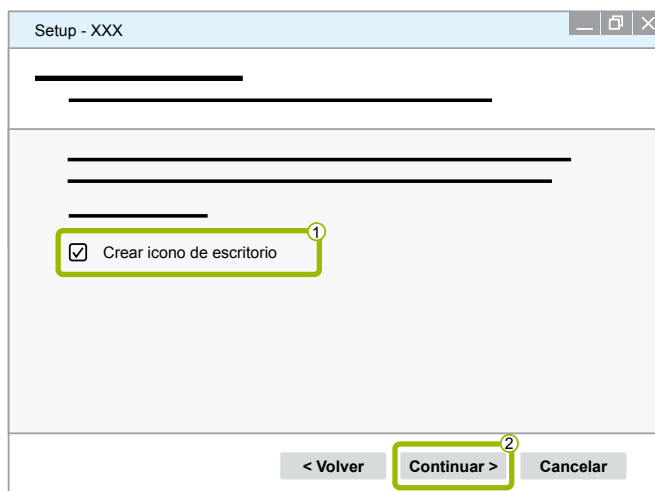 Setup - XXX
1
Crear icono de escritorio
2
< Volver
Continuar >
Cancelar